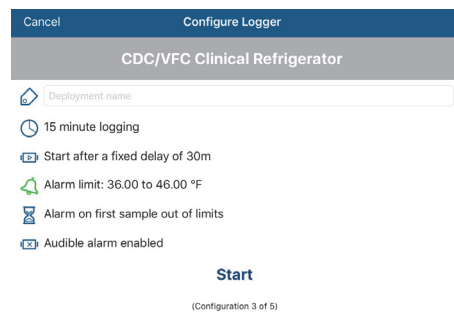 Cancel
Configure Logger
CDC/VFC Clinical Refrigerator
Deployment name
15 minute logging
Start after a fixed delay of 30m
Alarm limit: 36.00 to 46.00 °F
Alarm on first sample out of limits
Audible alarm enabled
Start
(Configuration 3 of 5)